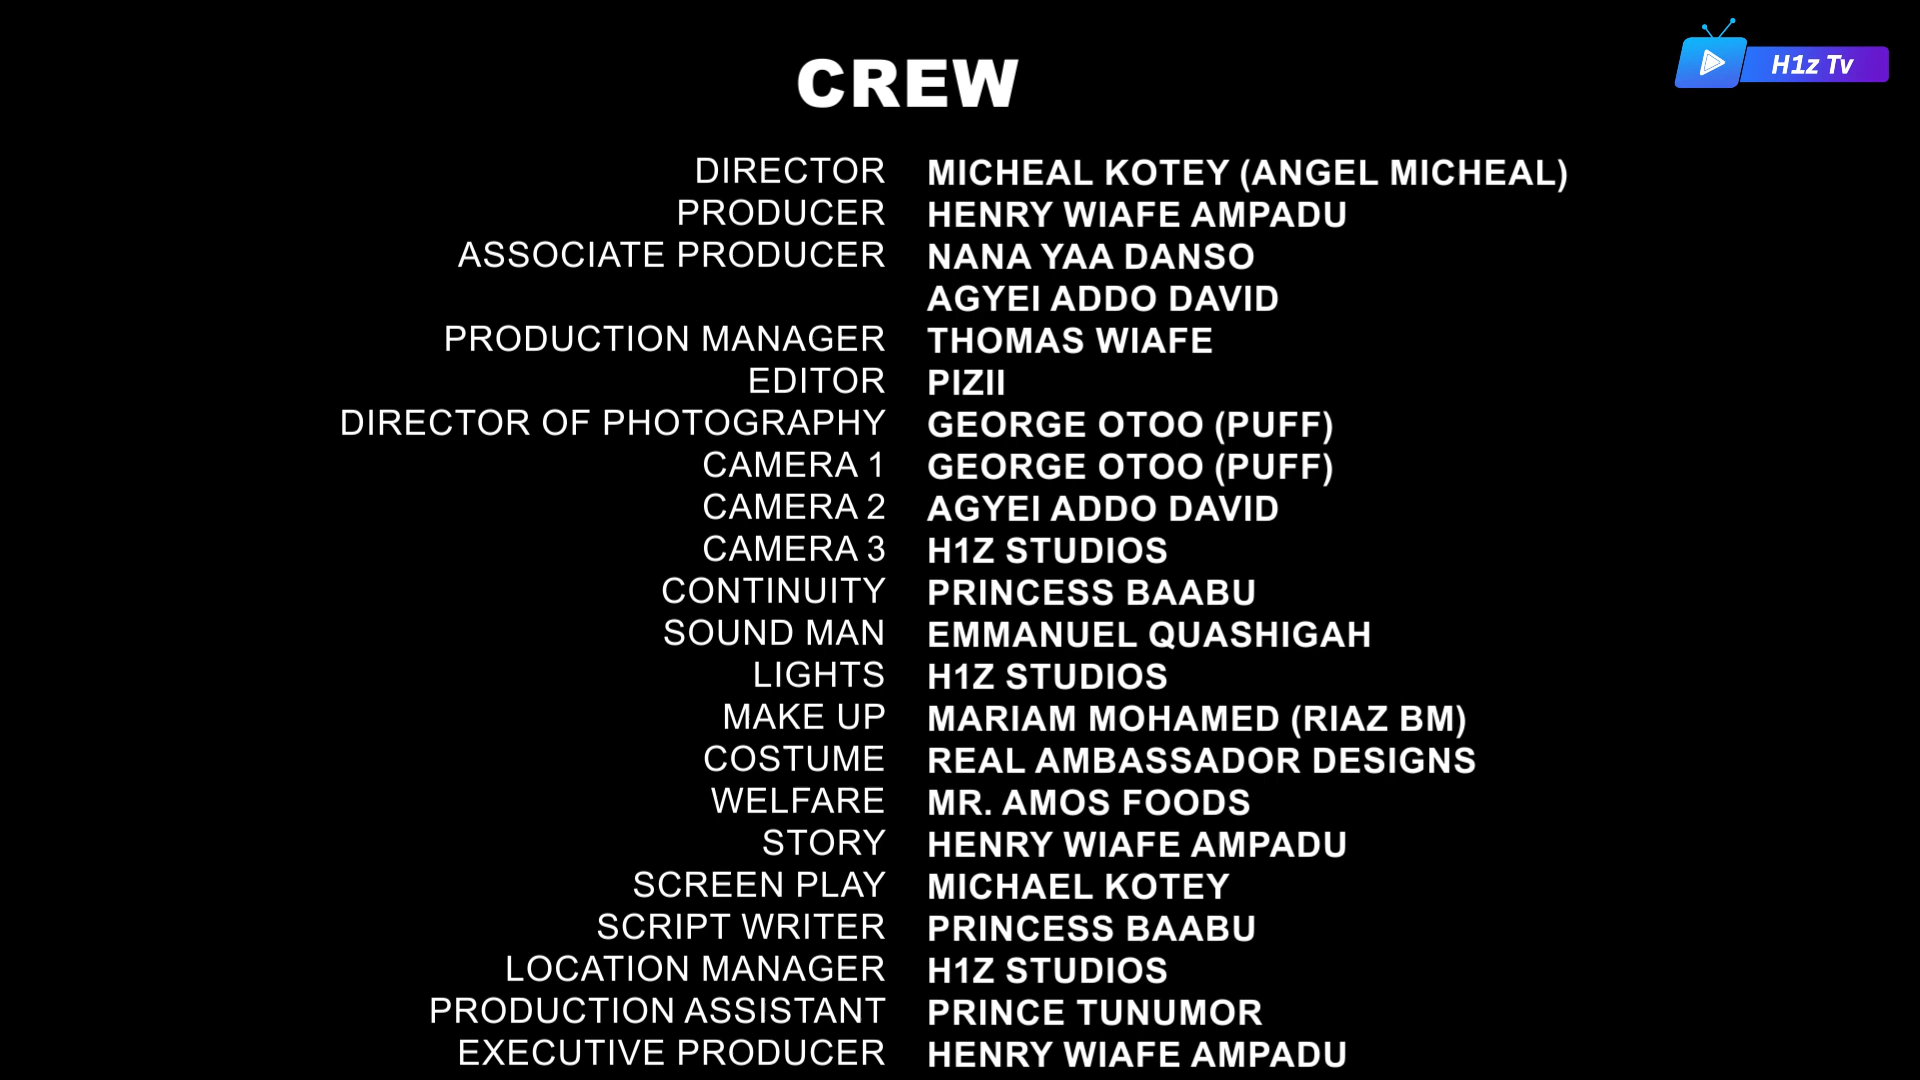 CREW
H1z Tv
DIRECTOR MICHEAL KOTEY (ANGEL MICHEAL)
PRODUCER HENRY WIAFE AMPADU
ASSOCIATE PRODUCER NANA YAA DANSO
AGYEI ADDO DAVID
PRODUCTION MANAGER THOMAS WIAFE
EDITOR PIZII
DIRECTOR OF PHOTOGRAPHY GEORGE OTOO (PUFF)
CAMERA 1 GEORGE OTOO (PUFF)
CAMERA 2 AGYEI ADDO DAVID
CAMERA 3 H1Z STUDIOS
CONTINUITY PRINCESS BAABU
SOUND MAN EMMANUEL QUASHIGAH
LIGHTS H1Z STUDIOS
MAKE UP MARIAM MOHAMED (RIAZ BM)
COSTUME REAL AMBASSADOR DESIGNS
WELFARE MR. AMOS FOODS
STORY HENRY WIAFE AMPADU
SCREEN PLAY MICHAEL KOTEY
SCRIPT WRITER PRINCESS BAABU
LOCATION MANAGER H1Z STUDIOS
PRODUCTION ASSISTANT PRINCE TUNUMOR
EXECUTIVE PRODUCER HENRY WIAFE AMPADU